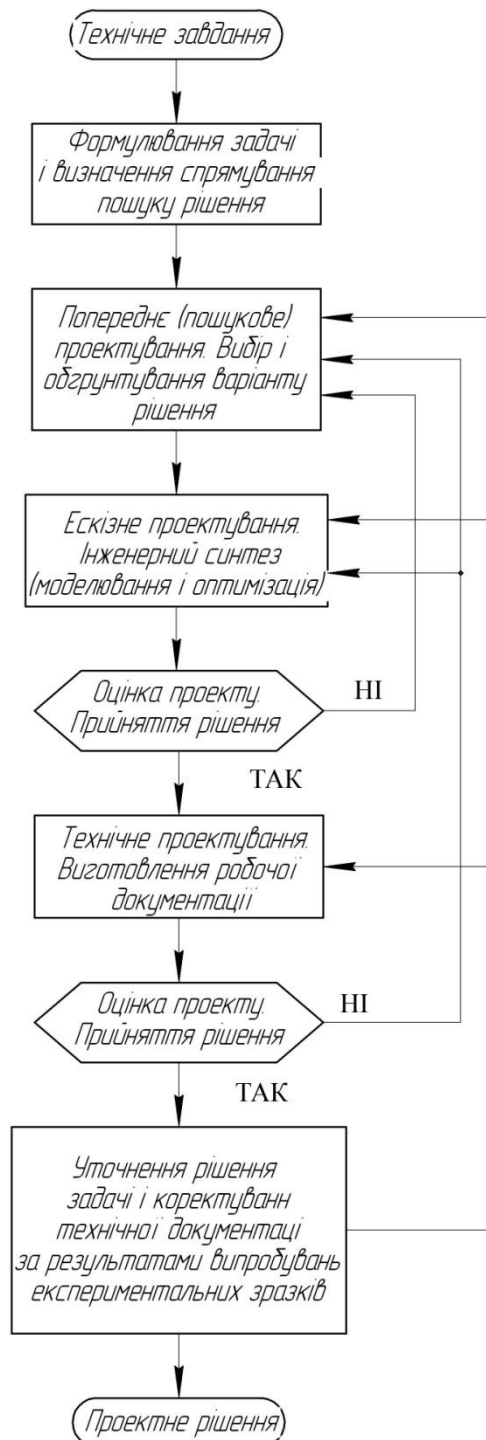 Технічне завдання
Формулювання задачі
і визначення спрямування
пошуку рішення
Попереднє (пошукове)
проектування. Вибір і
обгрунтування варіанту
рішення
Ескізне проектування.
Інженерний синтез
(моделювання і оптимізація)
Оцінка проекту.
Прийняття рішення
НІ
ТАК
Технічне проектування.
Виготовлення робочої
документації
Оцінка проекту.
Прийняття рішення
НІ
ТАК
Уточнення рішення
задачі і коректуванн
технічної документаці
за результатами випробувань
експериментальних зразків
Проектне рішення